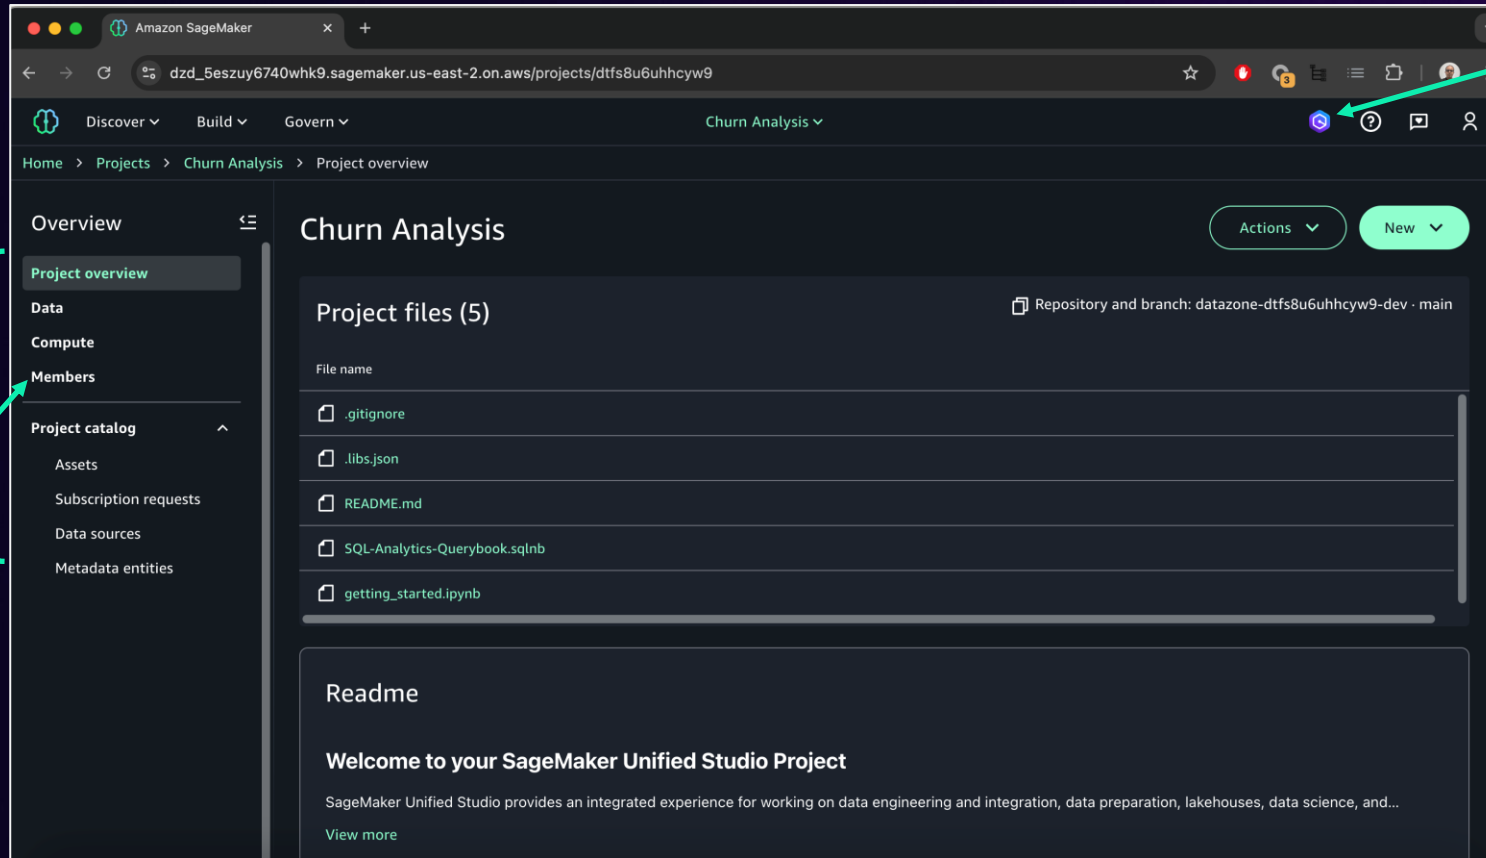 Amazon SageMaker
dzd_5eszuy6740whk9.sagemaker.us-east-2.on.aws/projects/dtfs8u6uhhcyw9
3
Discover
Build
Govern
Churn Analysis
Home > Projects > Churn Analysis > Project overview
Overview
Project overview
Data
Compute
Members
Project catalog
Assets
Subscription requests
Data sources
Metadata entities
Churn Analysis
Actions
New
Project files (5)
Repository and branch: datazone-dtfs8u6uhhcyw9-dev · main
File name
.gitignore
.libs.json
README.md
SQL-Analytics-Querybook.sqlnb
getting_started.ipynb
Readme
Welcome to your SageMaker Unified Studio Project
SageMaker Unified Studio provides an integrated experience for working on data engineering and integration, data preparation, lakehouses, data science, and...
View more